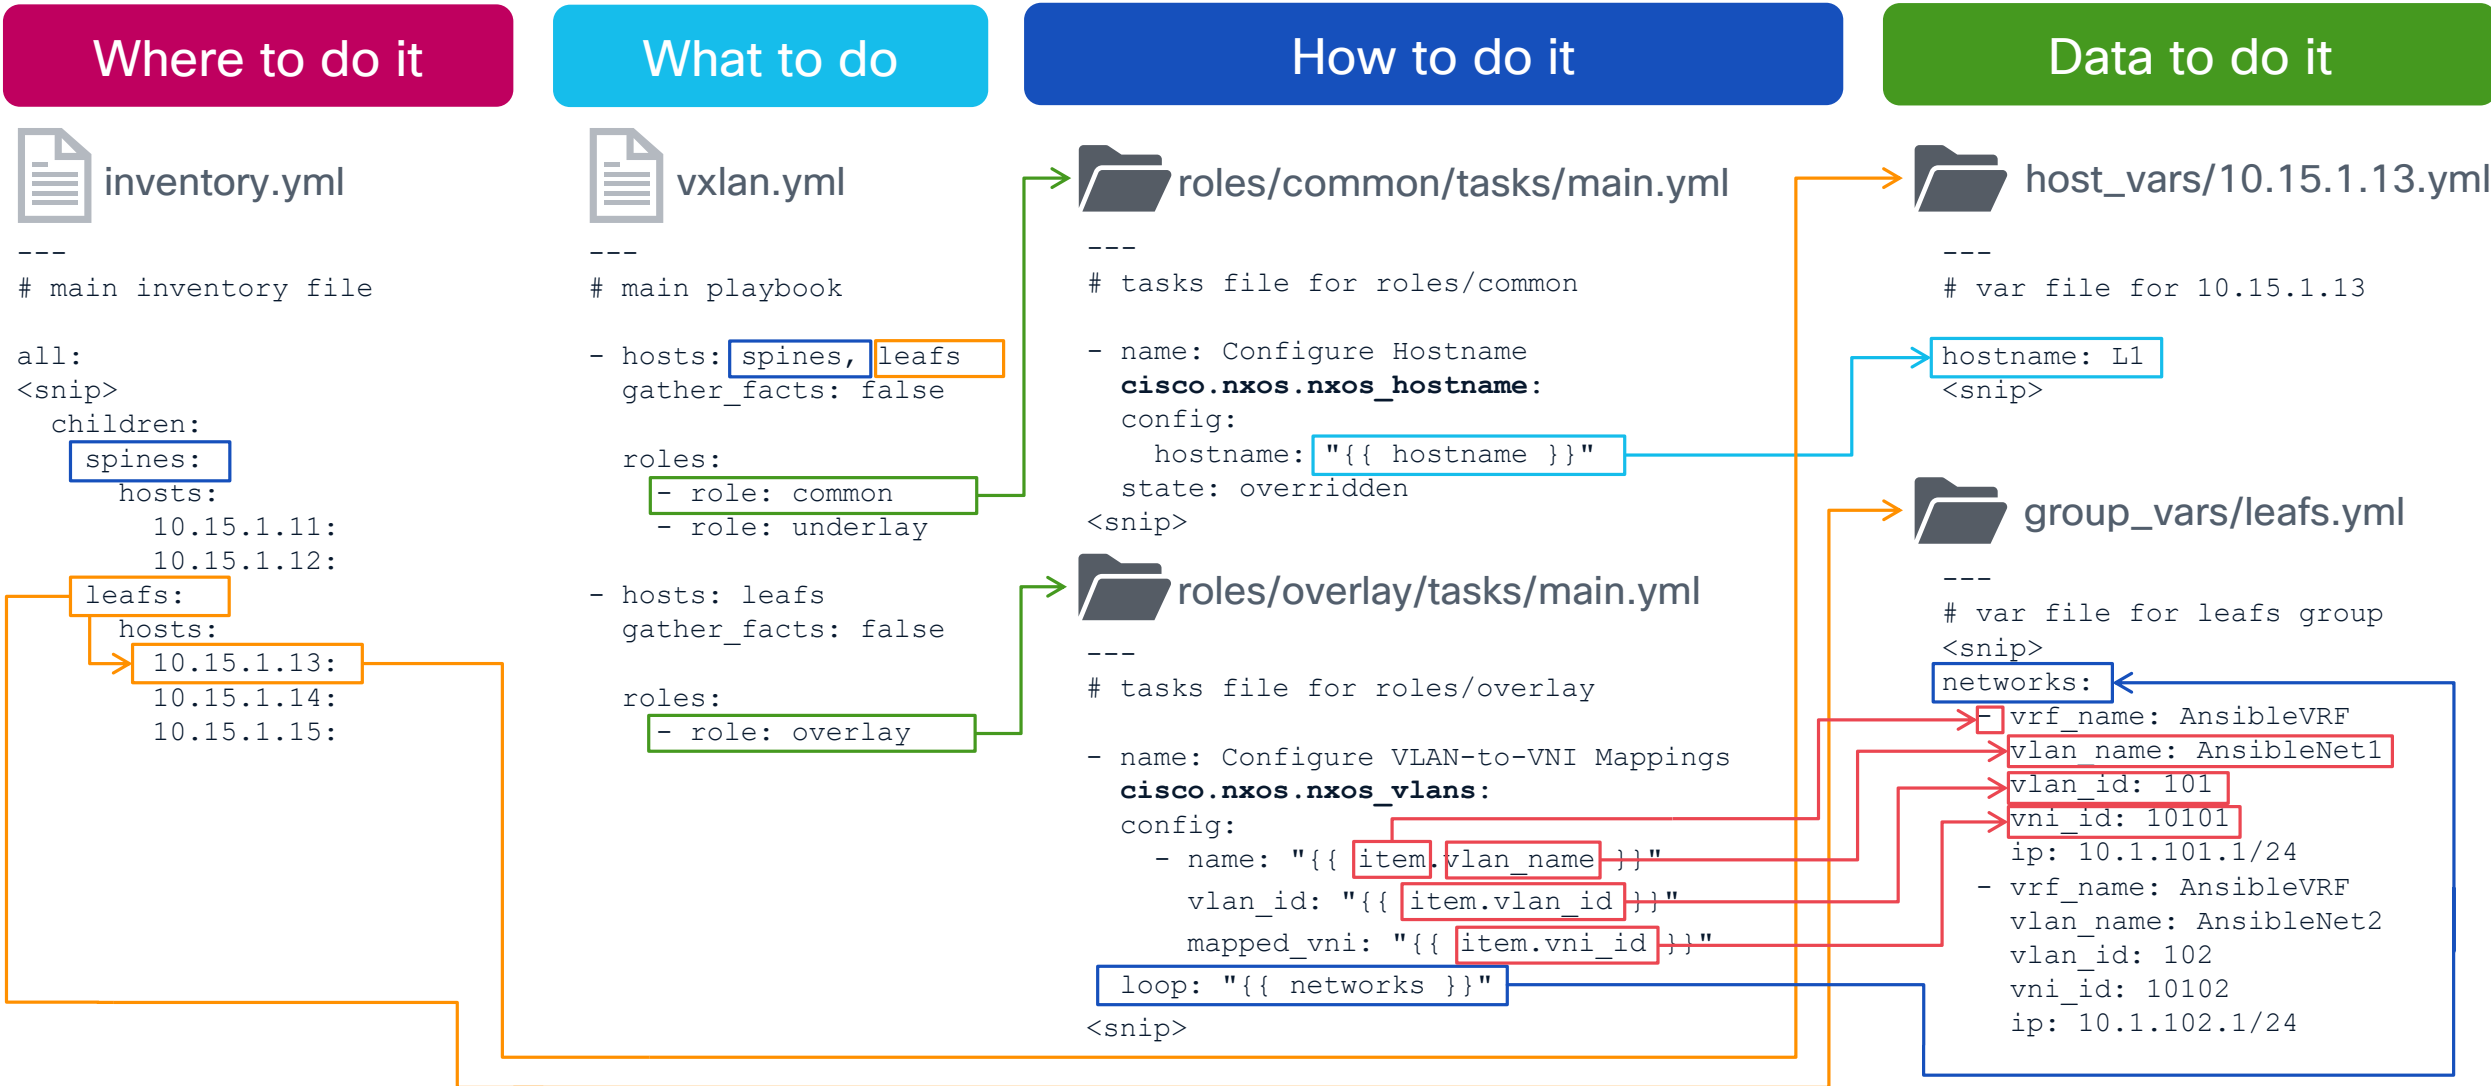 Where to do it
What to do
How to do it
Data to do it
inventory.yml
---
# main inventory file
all:
<snip>
  children:
    spines:
      hosts:
        10.15.1.11:
        10.15.1.12:
    leafs:
      hosts:
        10.15.1.13:
        10.15.1.14:
        10.15.1.15:
vxlan.yml
---
# main playbook
- hosts: spines, leafs
  gather_facts: false
  roles:
    - role: common
    - role: underlay
- hosts: leafs
  gather_facts: false
  roles:
    - role: overlay
roles/common/tasks/main.yml
---
# tasks file for roles/common
- name: Configure Hostname
  cisco.nxos.nxos_hostname:
  config:
    hostname: "{{ hostname }}"
  state: overridden
<snip>
roles/overlay/tasks/main.yml
---
# tasks file for roles/overlay
- name: Configure VLAN-to-VNI Mappings
  cisco.nxos.nxos_vlans:
  config:
    - name: "{{ item.vlan_name }}"
      vlan_id: "{{ item.vlan_id }}"
      mapped_vni: "{{ item.vni_id }}"
  loop: "{{ networks }}"
<snip>
host_vars/10.15.1.13.yml
---
# var file for 10.15.1.13
hostname: L1
<snip>
group_vars/leafs.yml
---
# var file for leafs group
<snip>
networks:
  - vrf_name: AnsibleVRF
    vlan_name: AnsibleNet1
    vlan_id: 101
    vni_id: 10101
    ip: 10.1.101.1/24
  - vrf_name: AnsibleVRF
    vlan_name: AnsibleNet2
    vlan_id: 102
    vni_id: 10102
    ip: 10.1.102.1/24